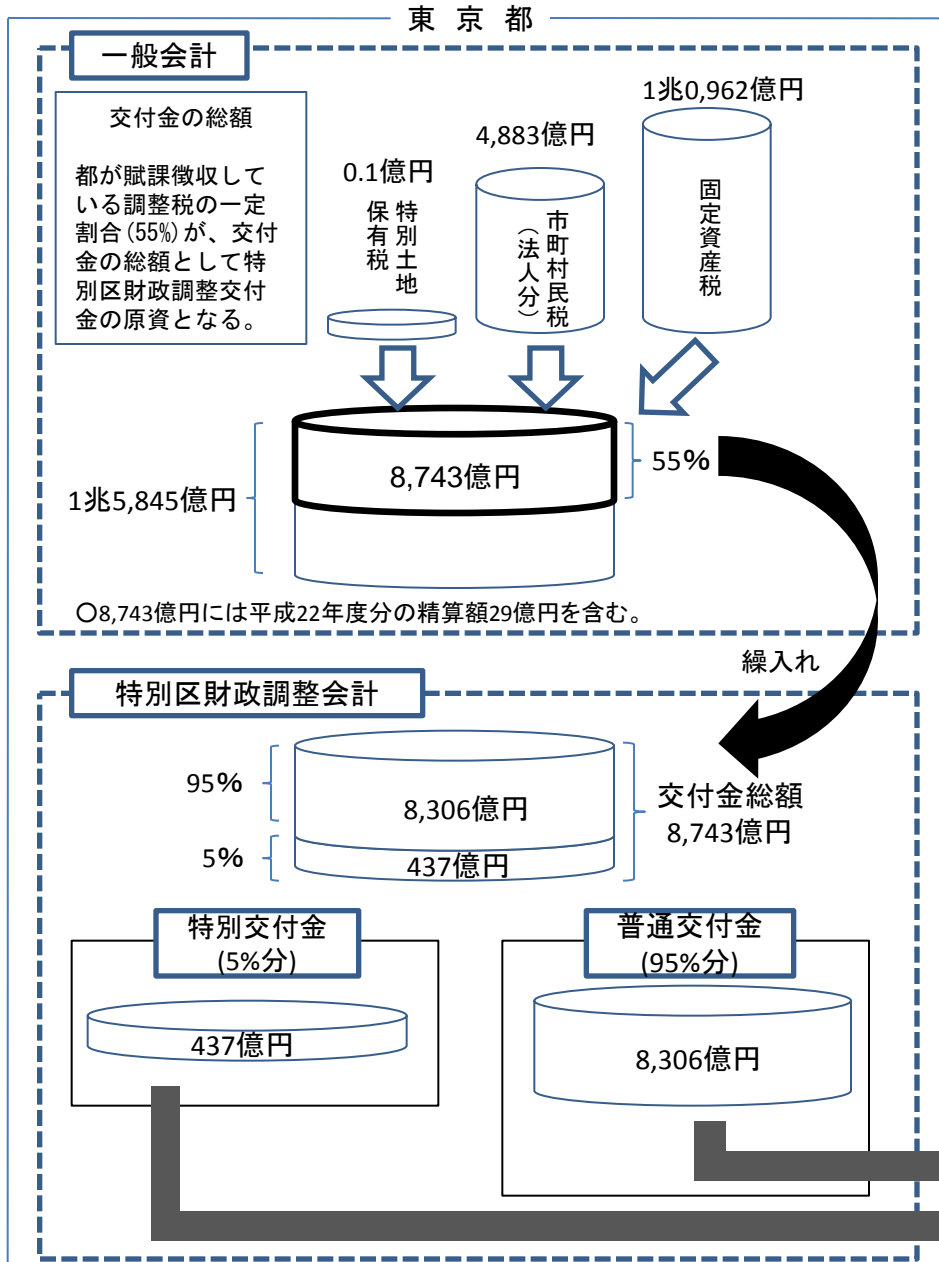 東京都
一般会計
交付金の総額
都が賦課徴収して
いる調整税の一定
割合(55%)が、交付
金の総額として特
別区財政調整交付
金の原資となる。
0.1億円
特別土地
保有税
4,883億円
市町村民税
(法人分)
1兆0,962億円
固定資産税
1兆5,845億円
8,743億円
55%
〇8,743億円には平成22年度分の精算額29億円を含む。
繰入れ
特別区財政調整会計
95%
8,306億円
5%
437億円
交付金総額
8,743億円
特別交付金
(5%分)
437億円
普通交付金
(95%分)
8,306億円